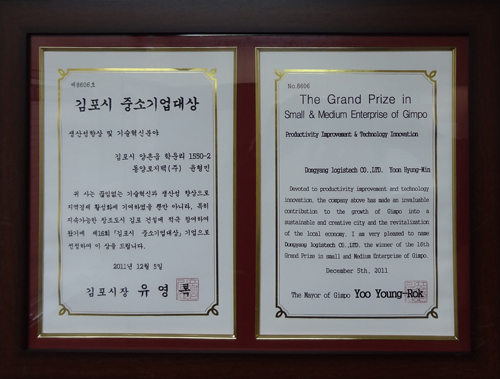 제8606호
김포시 중소기업대상
생산성향상 및 기술혁신분야
김포시 양촌읍 학운리 1550-2
동양로지텍(주) 윤형민
귀 사는 끊임없는 기술혁신과 생산성 향상으로
지역경제 활성화에 기여하였을 뿐만 아니라, 특히
지속가능한 창조도시 김포 건설에 적극 참여하여
왔기에 제16회 『김포시 중소기업대상』 기업으로
선정하여 이 상을 드립니다.
2011년 12월 5일
김포시장 유영록
No.8606
The Grand Prize in
Small & Medium Enterprise of Gimpo
Productivity Improvement & Technology Innovation
Dongyang logistech CO.,LTD. Yoon Hyung-Min
Devoted to productivity improvement and technology
innovation, the company above has made an invaluable
contribution to the growth of Gimpo into a
sustainable and creative city and the revitalization
of the local economy. I am very pleased to name
Dongyang logistech CO.,LTD. the winner of the 16th
Grand Prize in small and Medium Enterprise of Gimpo.
December 5th. 2011
The Mayor of Gimpo Yoo Young-Rok